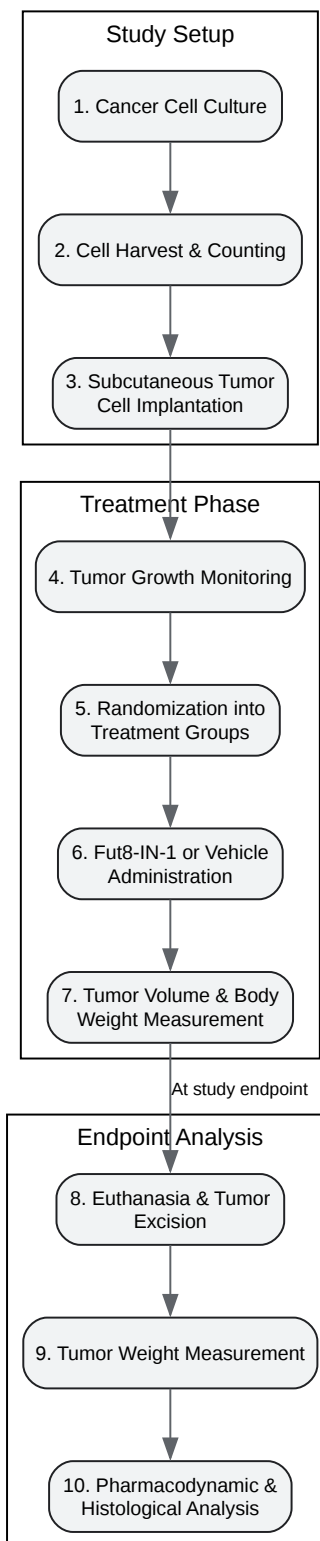 Study Setup
1. Cancer Cell Culture
2. Cell Harvest & Counting
3. Subcutaneous Tumor
Cell Implantation
Treatment Phase
4. Tumor Growth Monitoring
5. Randomization into
Treatment Groups
6. Fut8-IN-1 or Vehicle
Administration
7. Tumor Volume & Body
Weight Measurement
At study endpoint
Endpoint Analysis
8. Euthanasia & Tumor
Excision
9. Tumor Weight Measurement
10. Pharmacodynamic &
Histological Analysis